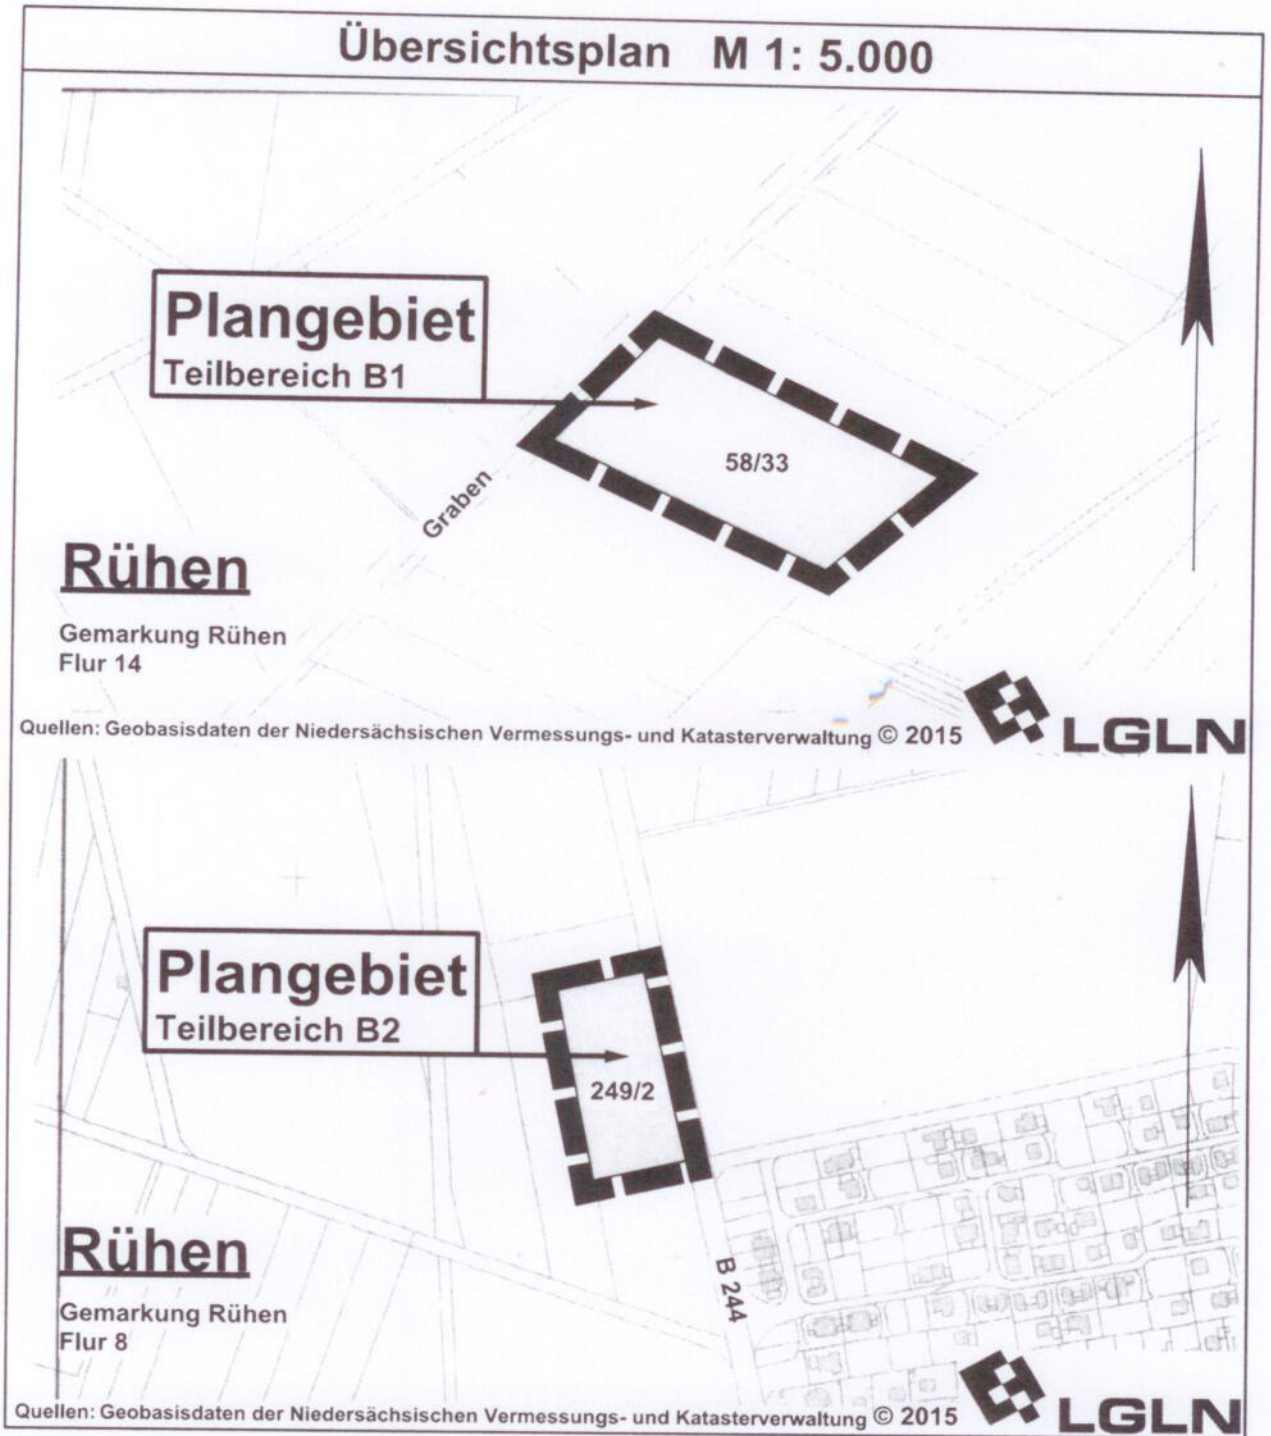 Übersichtsplan M 1: 5.000
Plangebiet
Teilbereich B1
58/33
Graben
Rühen
Gemarkung Rühen
Flur 14
Quellen: Geobasisdaten der Niedersächsischen Vermessungs- und Katasterverwaltung © 2015
LGLN
Plangebiet
Teilbereich B2
249/2
B 244
Rühen
Gemarkung Rühen
Flur 8
Quellen: Geobasisdaten der Niedersächsischen Vermessungs- und Katasterverwaltung © 2015
LGLN